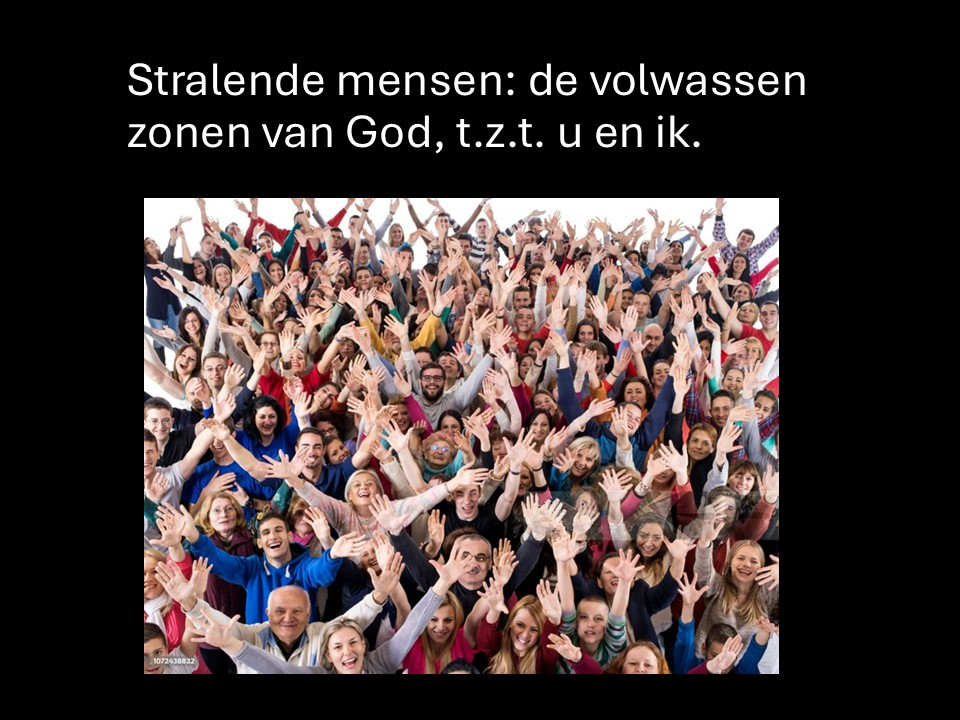 Stralende mensen: de volwassen
zonen van God, t.z.t. u en ik.
1072438832